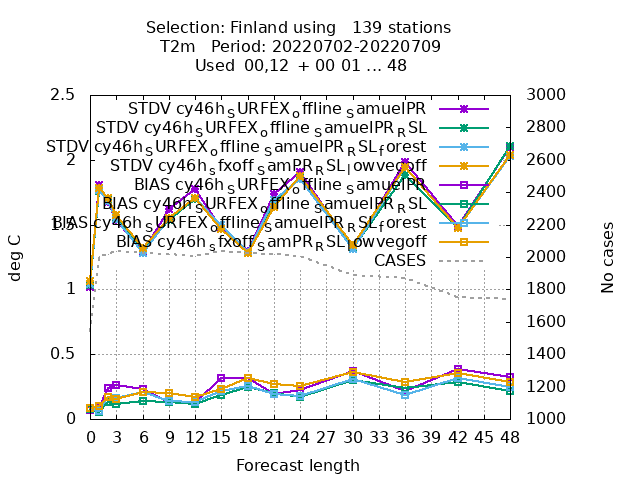 Selection: Finland using   139 stations
T2m   Period: 20220702-20220709
Used  00,12  + 00 01 ... 48
STDV cy46h_SURFEX_offline_samuelPR
STDV cy46h_SURFEX_offline_samuelPR_RSL
STDV cy46h_SURFEX_offline_samuelPR_RSL_forest
STDV cy46h_sfxoff_samPR_RSL_lowvegoff
BIAS cy46h_SURFEX_offline_samuelPR
BIAS cy46h_SURFEX_offline_samuelPR_RSL
BIAS cy46h_SURFEX_offline_samuelPR_RSL_forest
BIAS cy46h_sfxoff_samPR_RSL_lowvegoff
CASES
2.5
2
1.5
1
0.5
0
deg C
3000
2800
2600
2400
2200
2000
1800
1600
1400
1200
1000
No cases
0 3 6 9 12 15 18 21 24 27 30 33 36 39 42 45 48
Forecast length